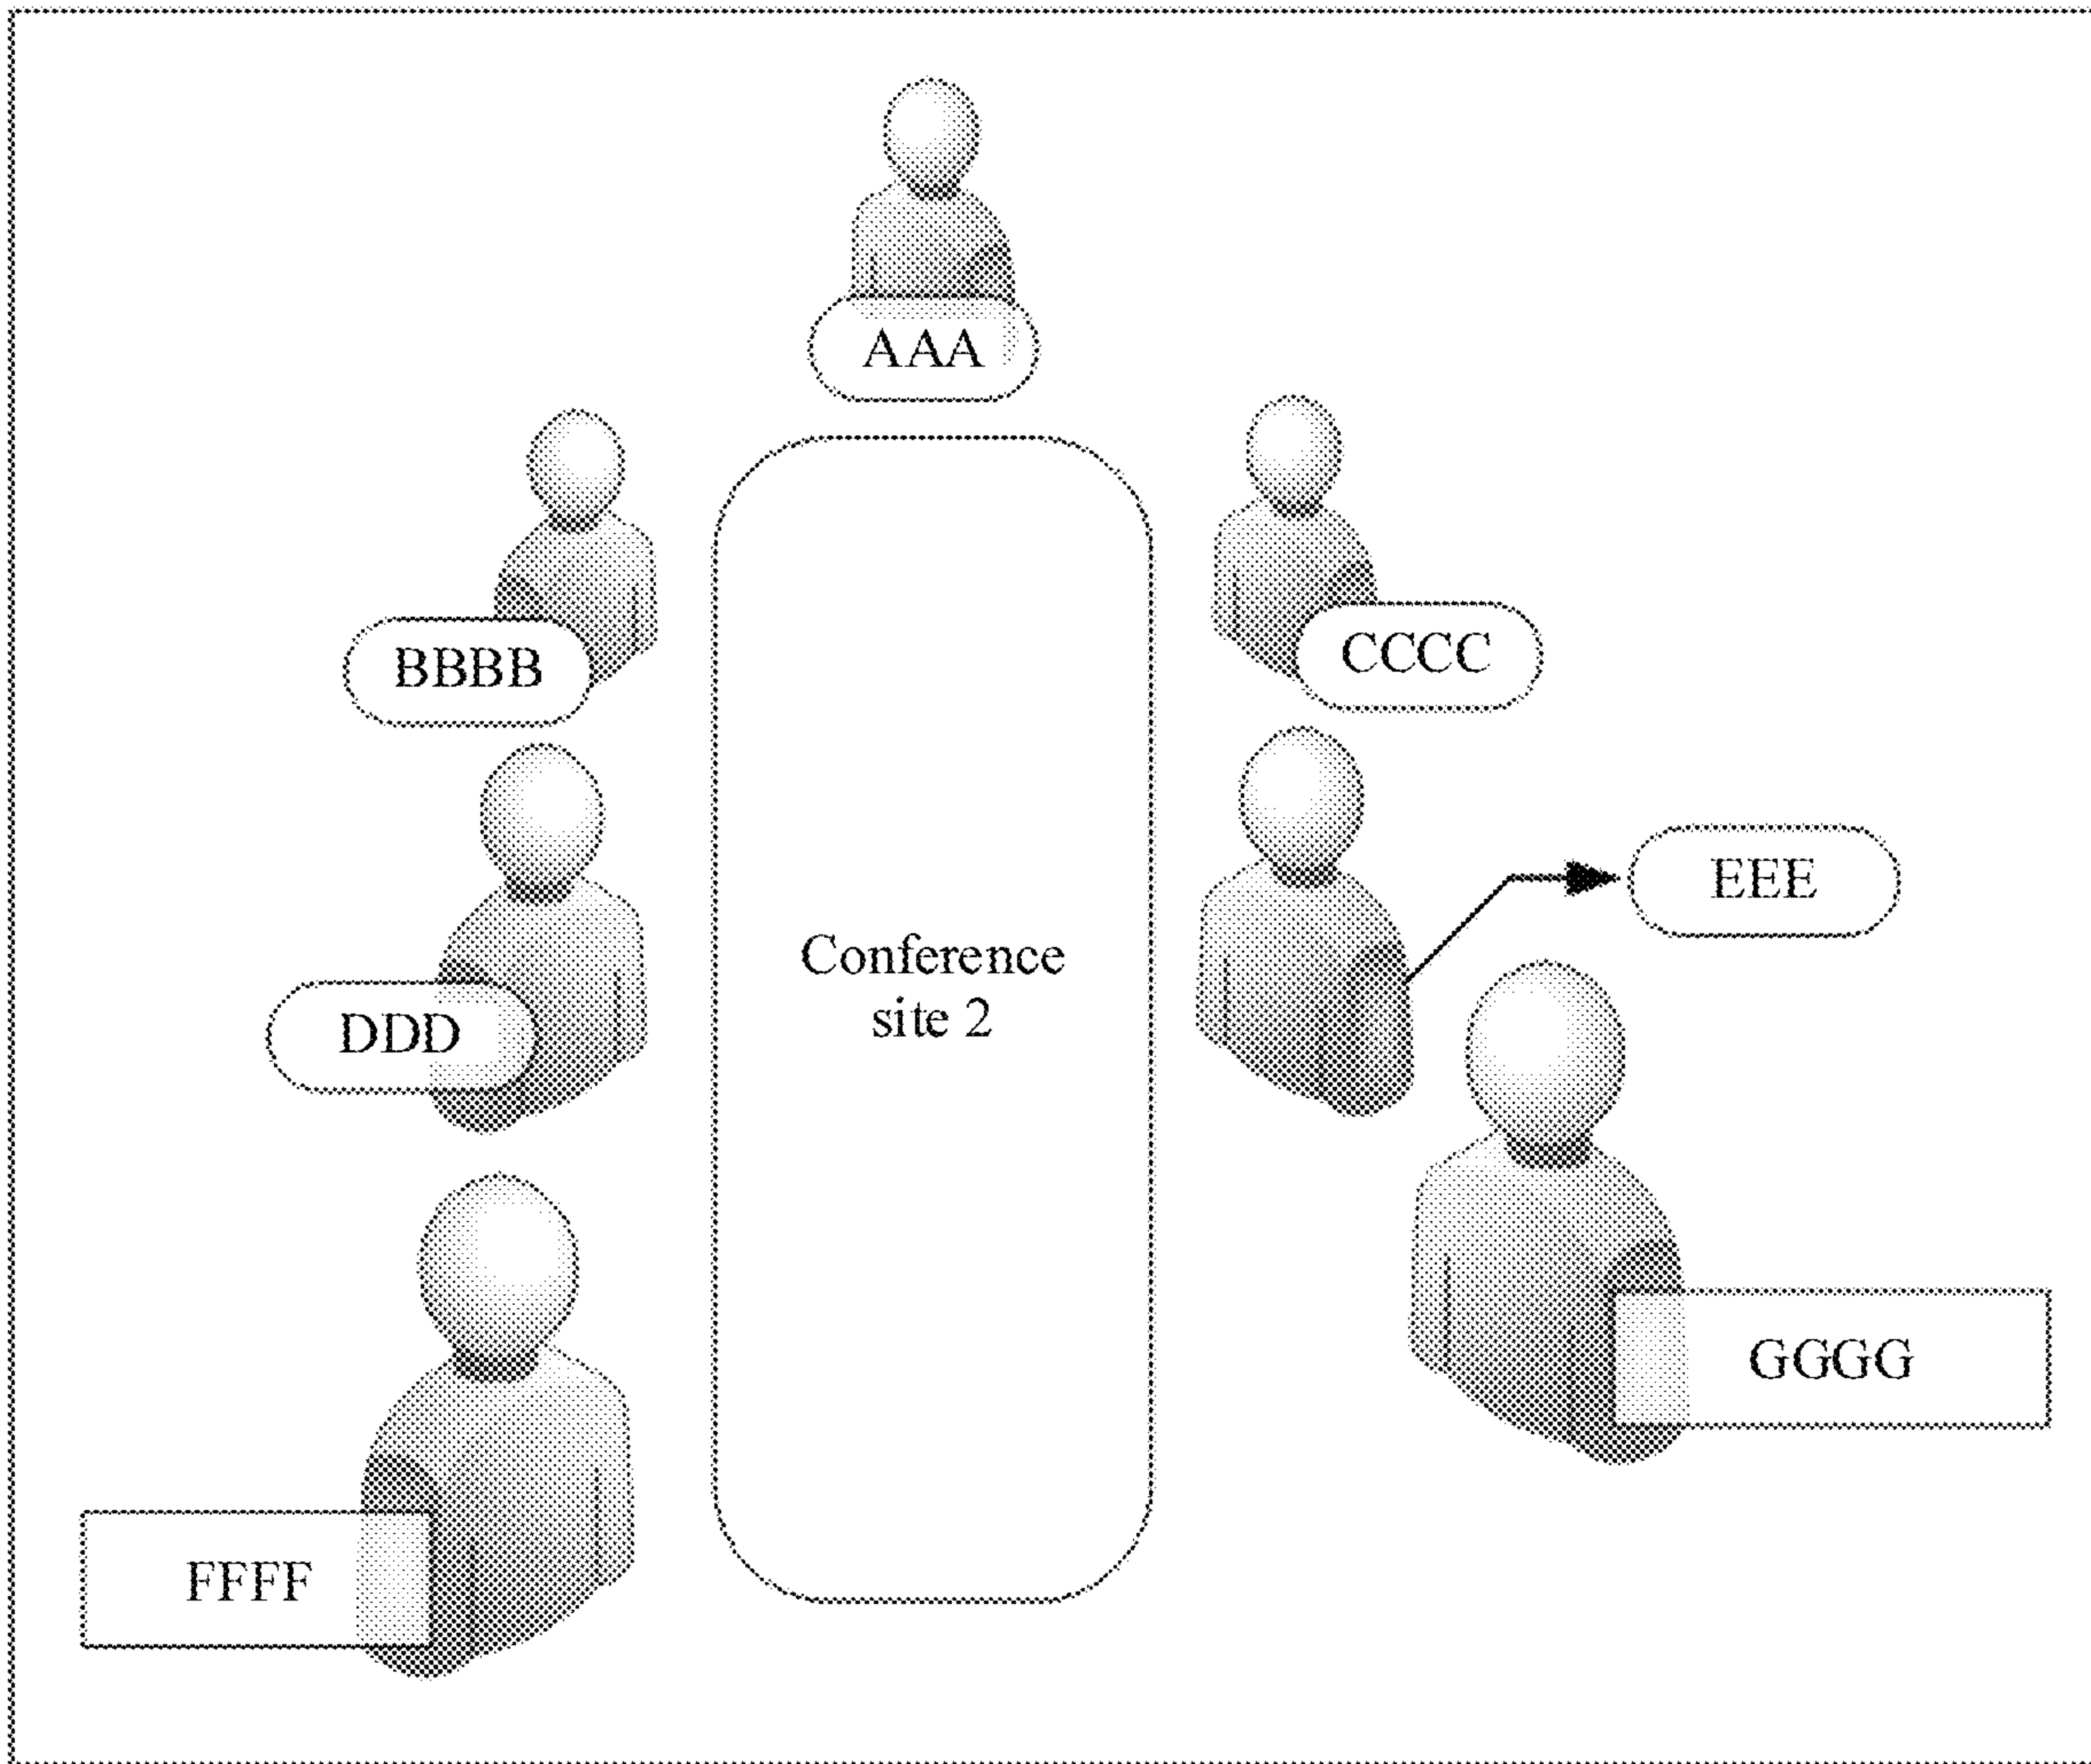 AAA
BBBB
CCCC
EEE
Conference
site 2
DDD
GGGG
FFFF